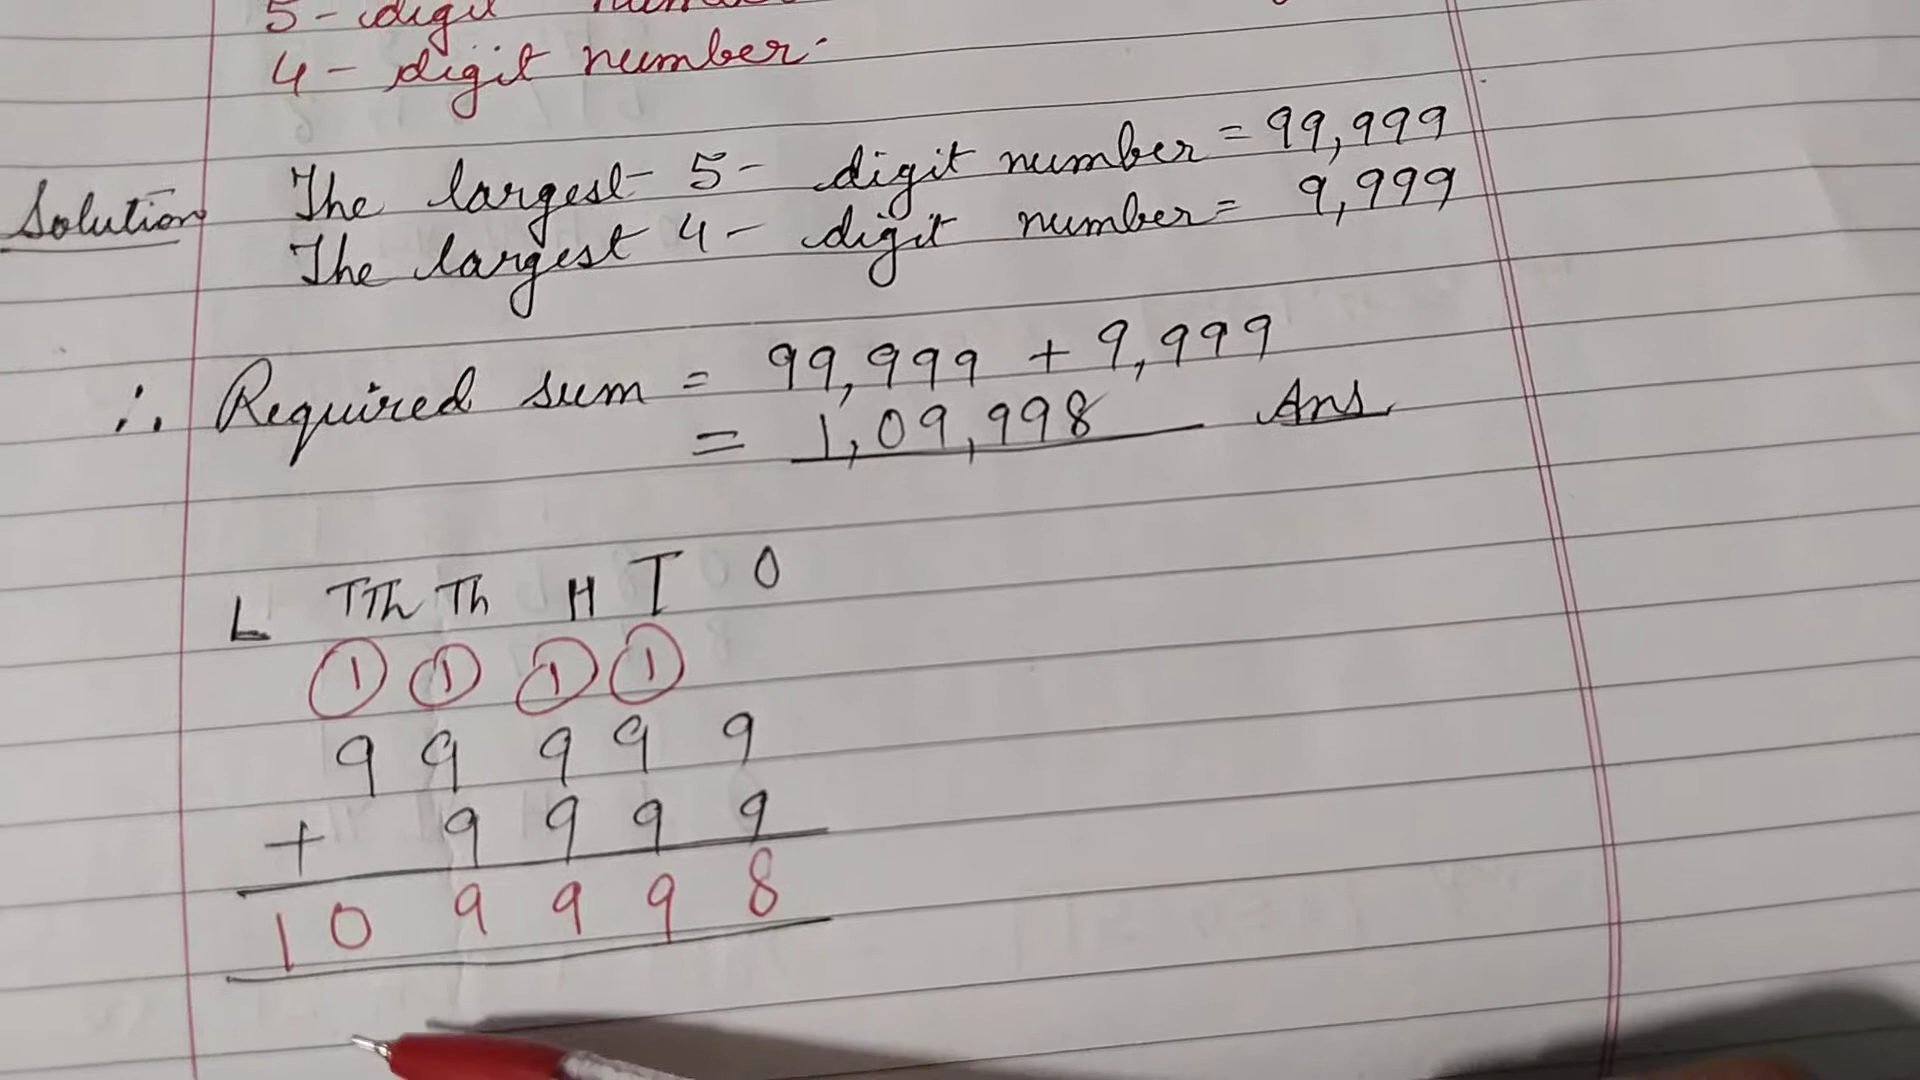 5 - digit
4 - digit number.
Solution The largest 5 - digit number = 99,999
The largest 4 - digit number = 9,999
∴ Required sum = 99,999 + 9,999
= 1,09,998 Ans
L TTh Th H T O
1 1 1 1
9 9 9 9 9
+ 9 9 9 9
1 0 9 9 9 8